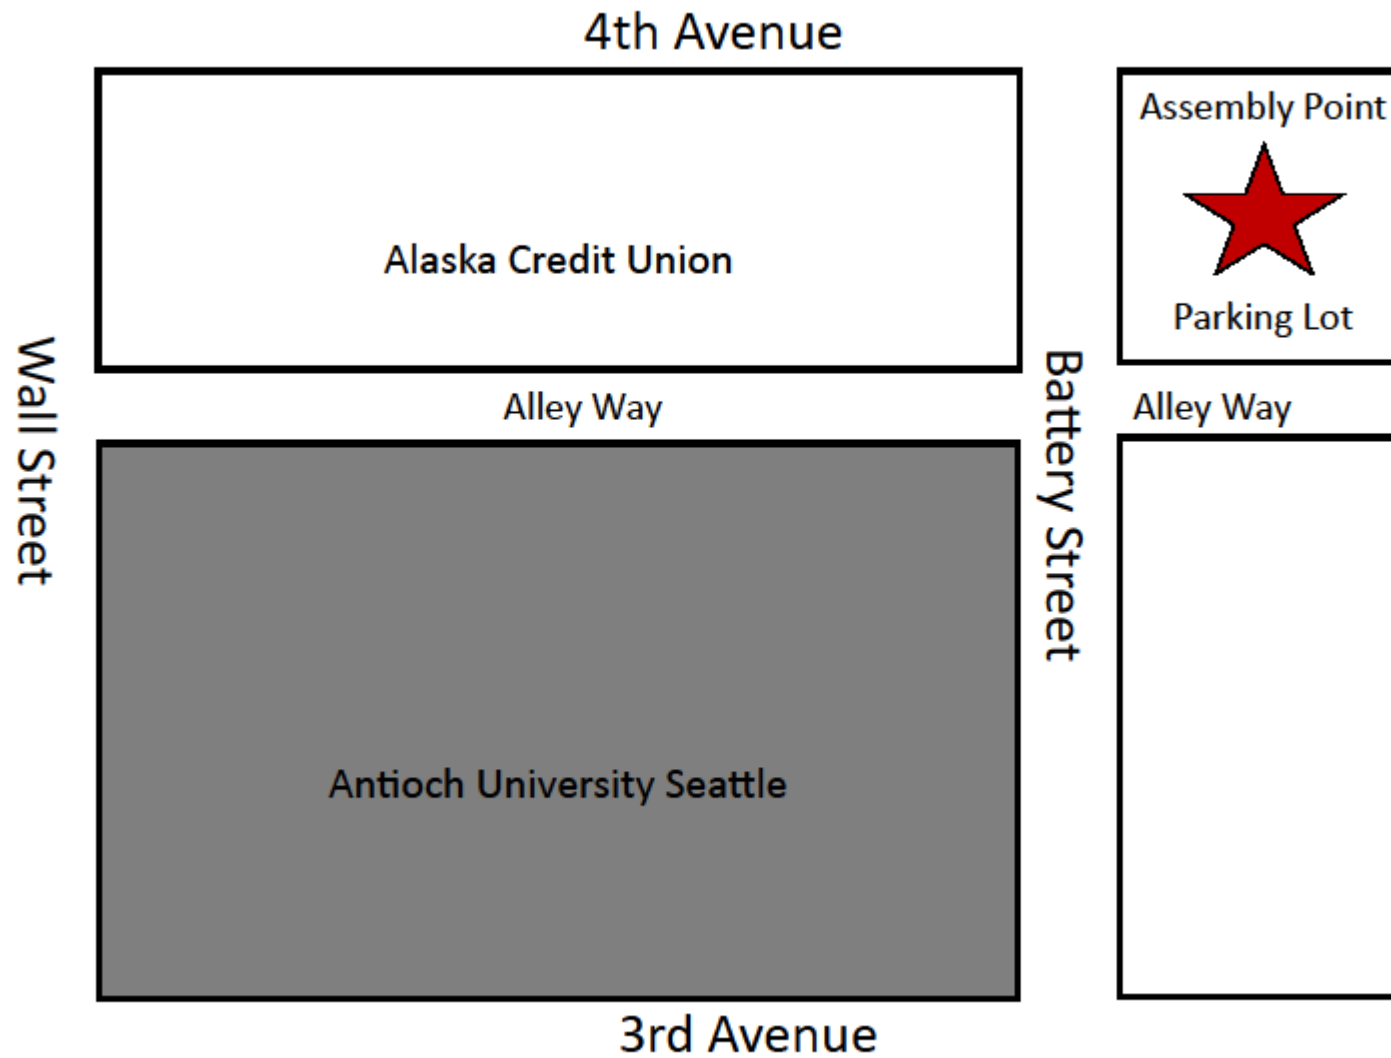 4th Avenue
Assembly Point
Alaska Credit Union
Parking Lot
Wall Street
Alley Way
Battery Street
Alley Way
Antioch University Seattle
3rd Avenue